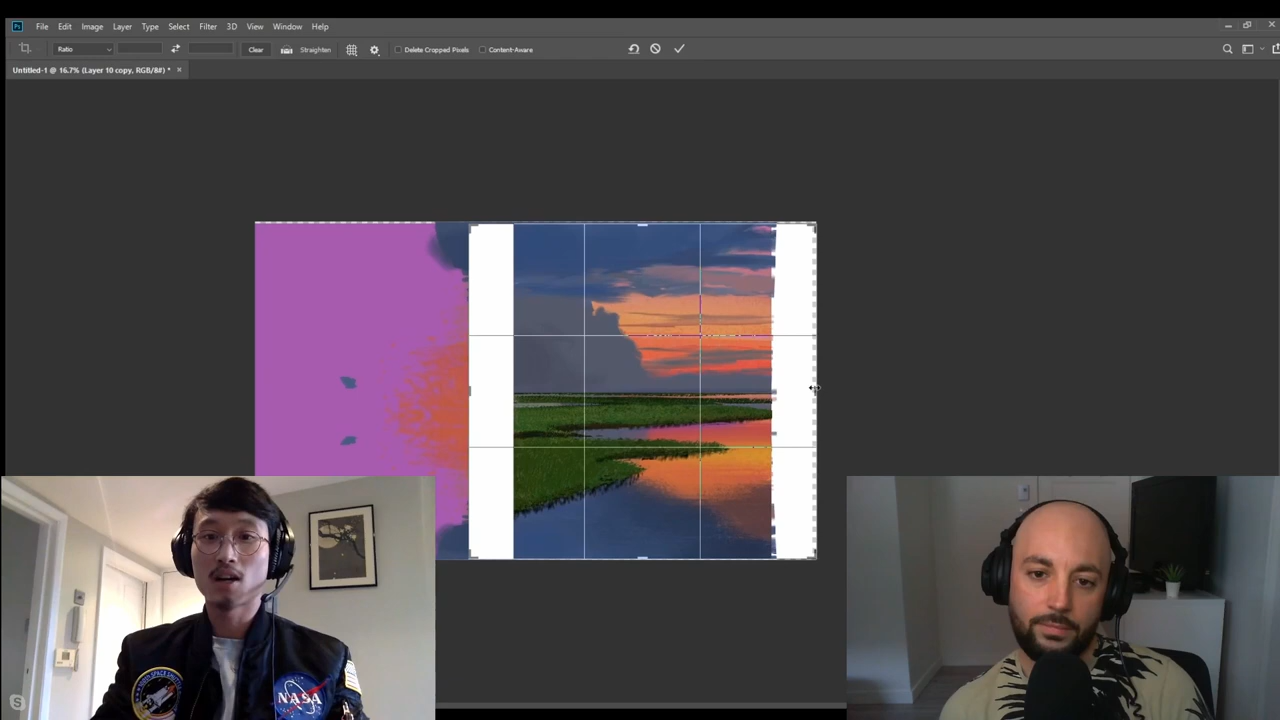 Ps File Edit Image Layer Type Select Filter 3D View Window Help
Ratio Clear Straighten Delete Cropped Pixels Content-Aware
Untitled-1 @ 16.7% (Layer 10 copy, RGB/8#) * ×
NASA